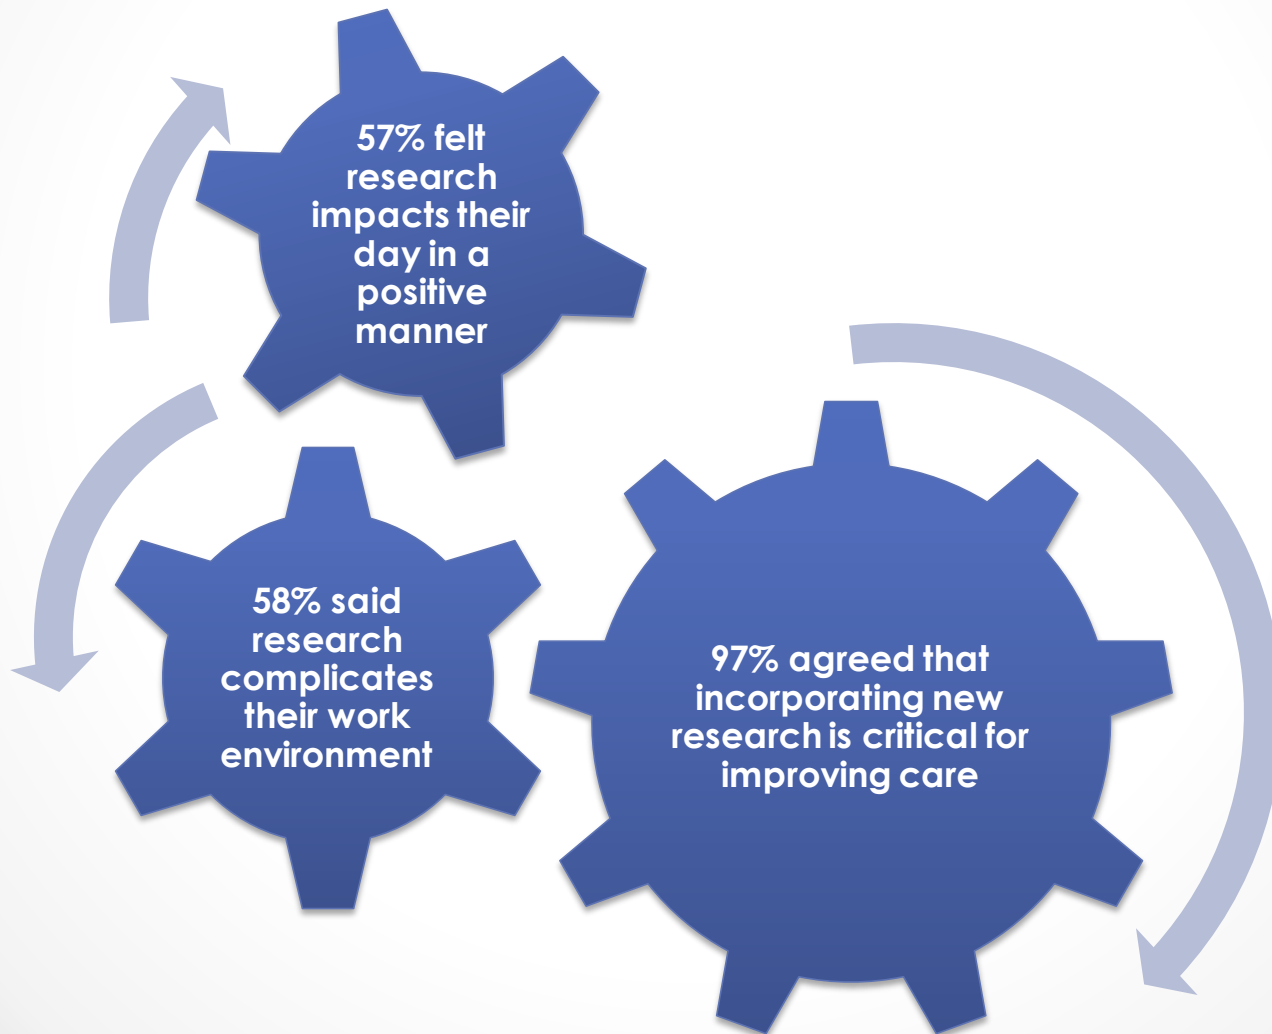 57% felt
research
impacts their
day in a
positive
manner
58% said
research
complicates
their work
environment
97% agreed that
incorporating new
research is critical for
improving care